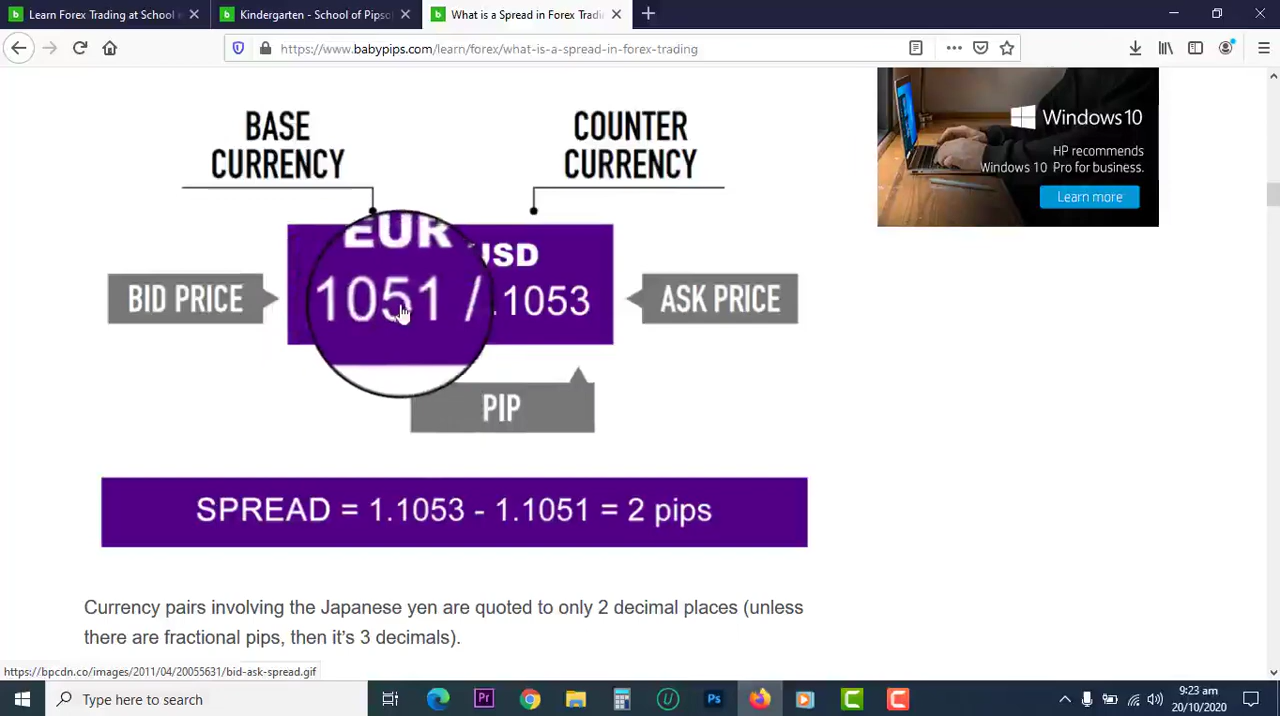 Learn Forex Trading at School
Kindergarten - School of Pipsol
What is a Spread in Forex Tradi
https://www.babypips.com/learn/forex/what-is-a-spread-in-forex-trading
Windows 10
HP recommends
Windows 10 Pro for business.
Learn more
BASE
CURRENCY
COUNTER
CURRENCY
EUR USD
BID PRICE
1051 / .1053
ASK PRICE
PIP
SPREAD = 1.1053 - 1.1051 = 2 pips
Currency pairs involving the Japanese yen are quoted to only 2 decimal places (unless
there are fractional pips, then it's 3 decimals).
https://bpcdn.co/images/2011/04/20055631/bid-ask-spread.gif
Type here to search
Pr
Ps
9:23 am
20/10/2020